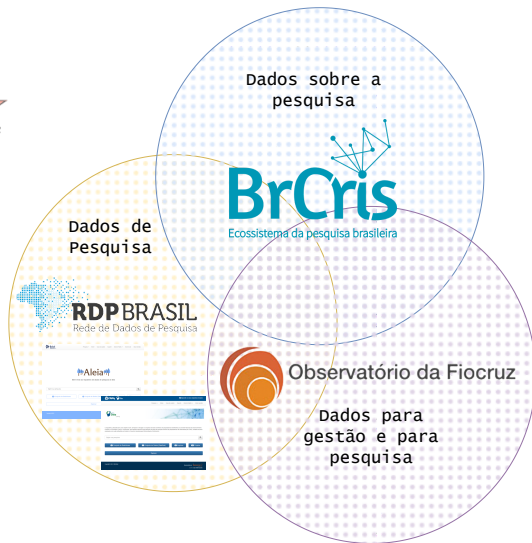 Dados sobre a
pesquisa
BrCris
Ecossistema da pesquisa brasileira
Dados de
Pesquisa
RDP BRASIL
Rede de Dados de Pesquisa
Aleia
Observatório da Fiocruz
Dados para
gestão e para
pesquisa